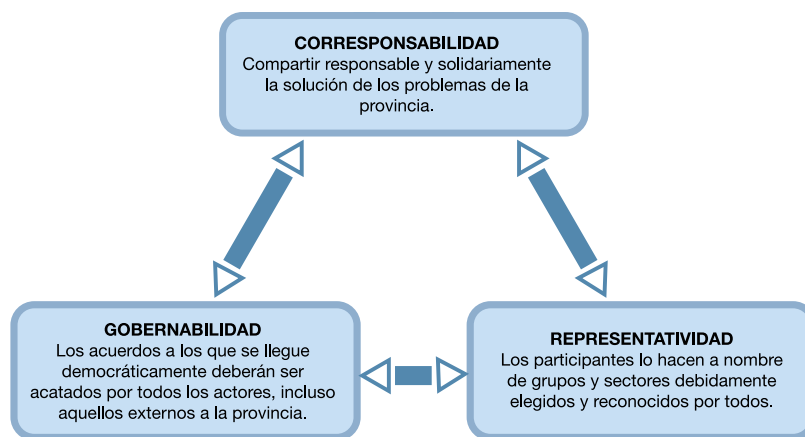 CORRESPONSABILIDAD
Compartir responsable y solidariamente
la solución de los problemas de la
provincia.
GOBERNABILIDAD
Los acuerdos a los que se llegue
democráticamente deberán ser
acatados por todos los actores, incluso
aquellos externos a la provincia.
REPRESENTATIVIDAD
Los participantes lo hacen a nombre
de grupos y sectores debidamente
elegidos y reconocidos por todos.